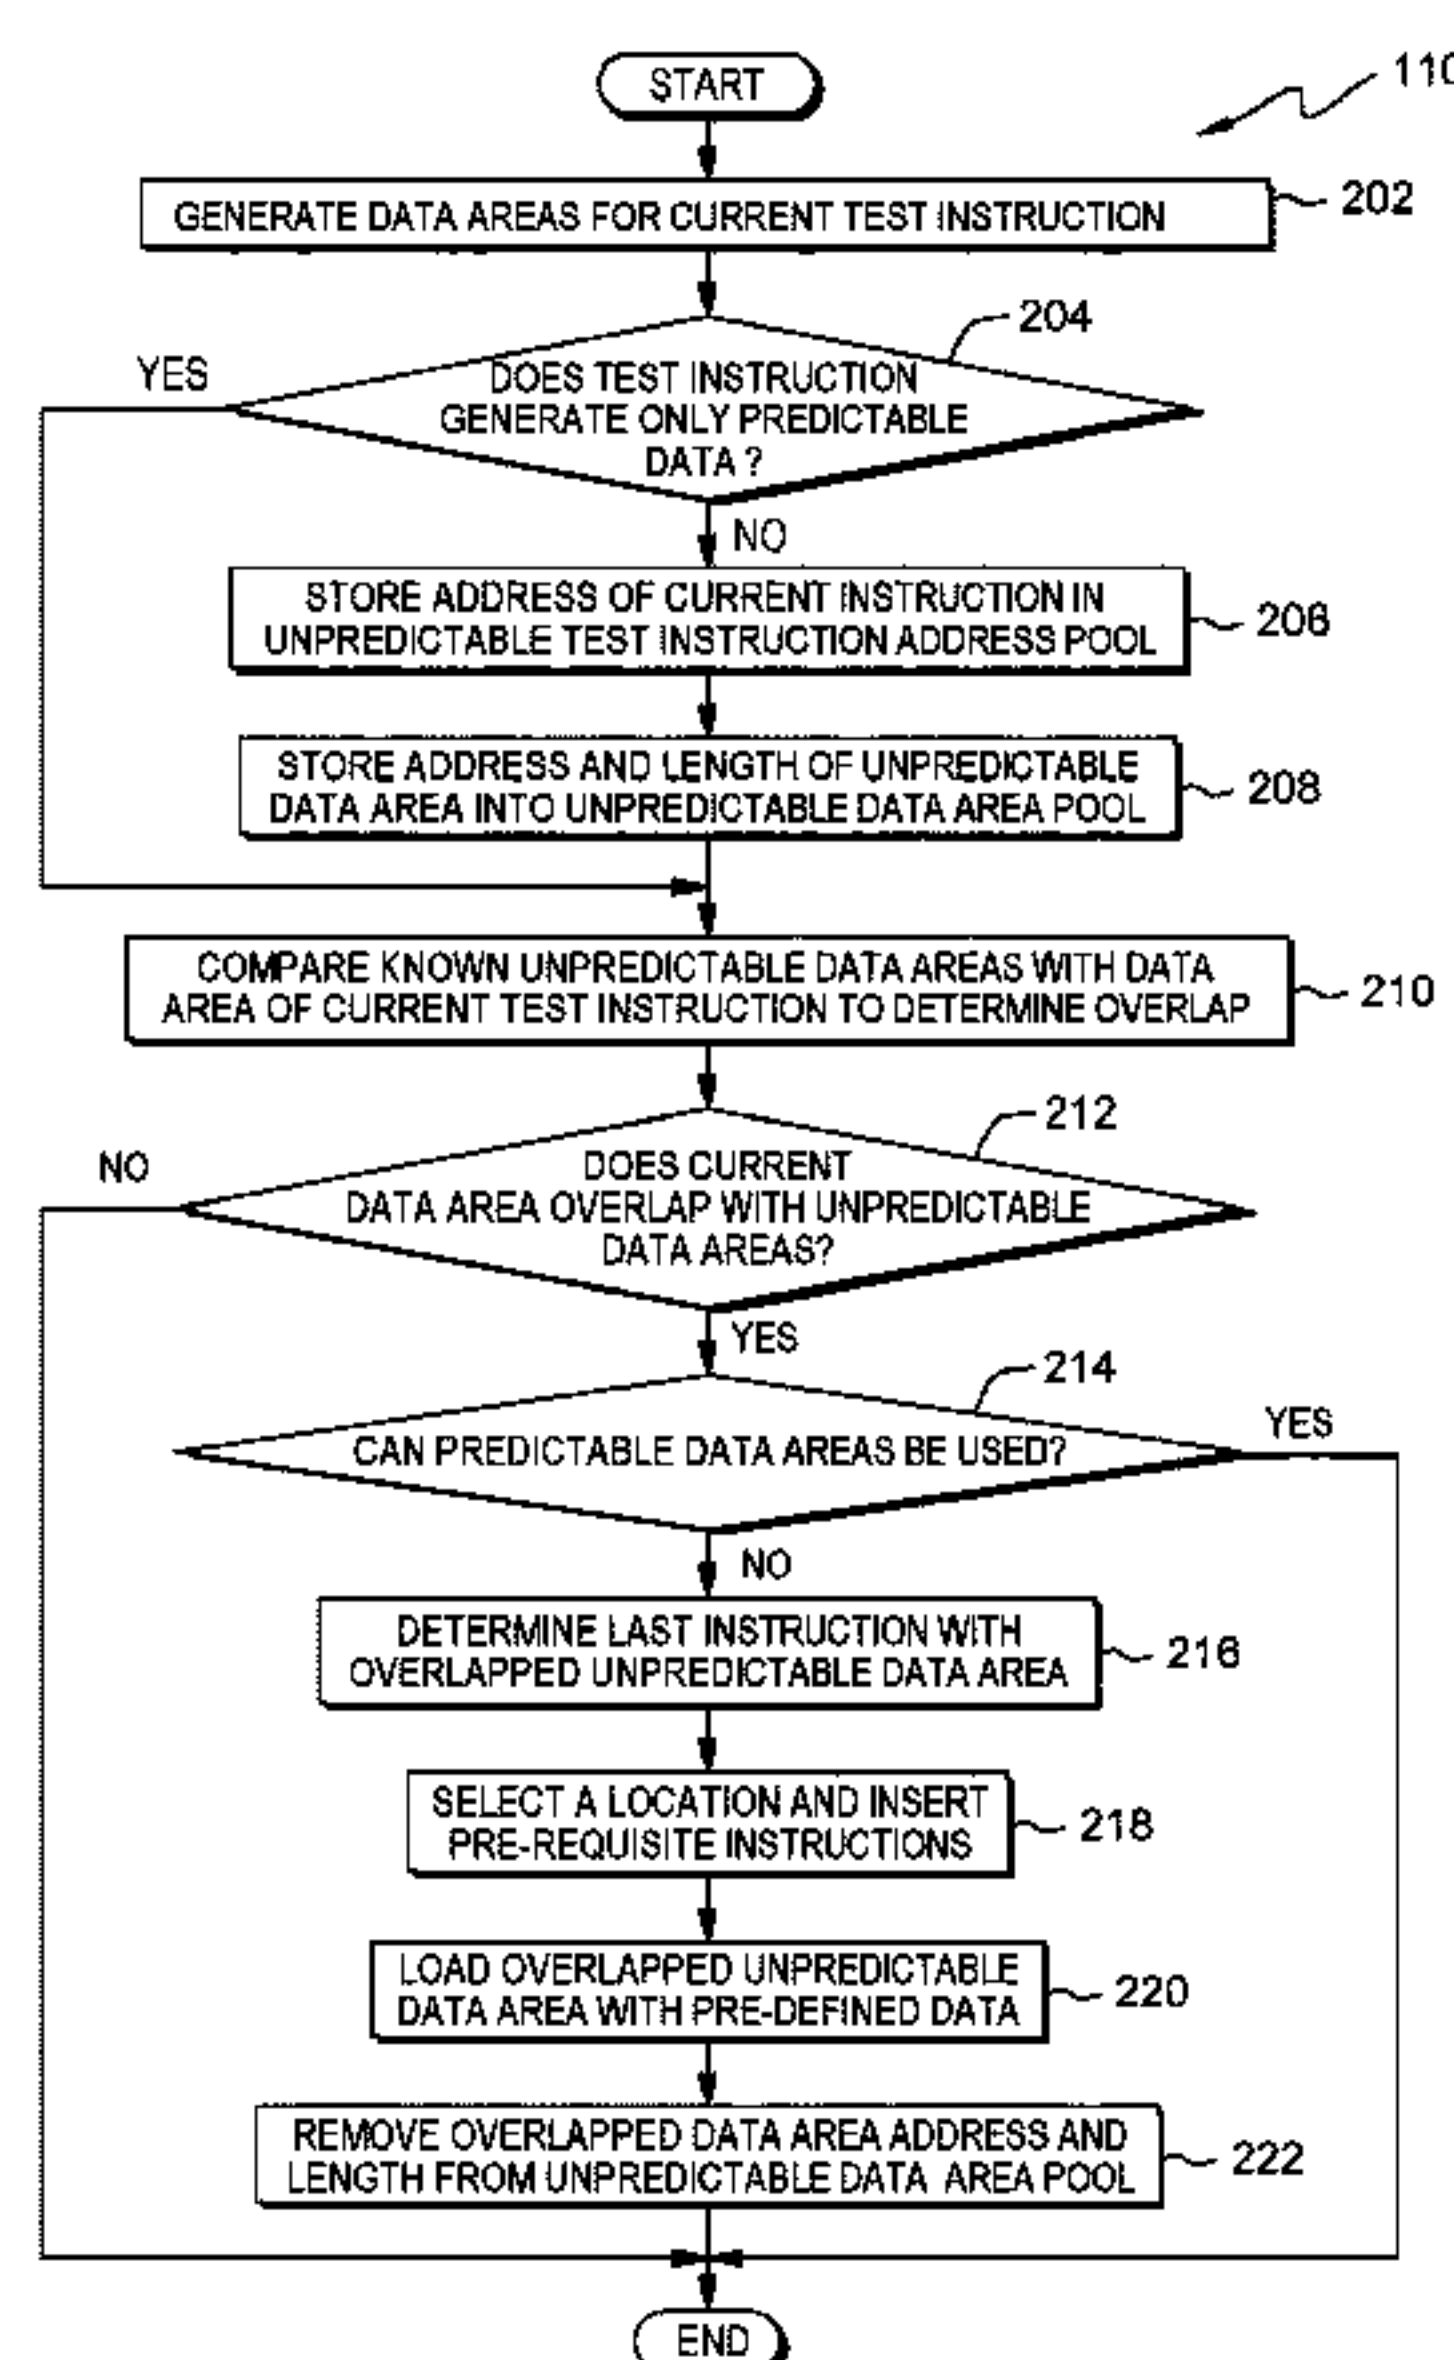 START
110
GENERATE DATA AREAS FOR CURRENT TEST INSTRUCTION
202
204
YES
DOES TEST INSTRUCTION
GENERATE ONLY PREDICTABLE
DATA?
NO
STORE ADDRESS OF CURRENT INSTRUCTION IN
UNPREDICTABLE TEST INSTRUCTION ADDRESS POOL
206
STORE ADDRESS AND LENGTH OF UNPREDICTABLE
DATA AREA INTO UNPREDICTABLE DATA AREA POOL
208
COMPARE KNOWN UNPREDICTABLE DATA AREAS WITH DATA
AREA OF CURRENT TEST INSTRUCTION TO DETERMINE OVERLAP
210
212
NO
DOES CURRENT
DATA AREA OVERLAP WITH UNPREDICTABLE
DATA AREAS?
YES
214
YES
CAN PREDICTABLE DATA AREAS BE USED?
NO
DETERMINE LAST INSTRUCTION WITH
OVERLAPPED UNPREDICTABLE DATA AREA
216
SELECT A LOCATION AND INSERT
PRE-REQUISITE INSTRUCTIONS
218
LOAD OVERLAPPED UNPREDICTABLE
DATA AREA WITH PRE-DEFINED DATA
220
REMOVE OVERLAPPED DATA AREA ADDRESS AND
LENGTH FROM UNPREDICTABLE DATA AREA POOL
222
END